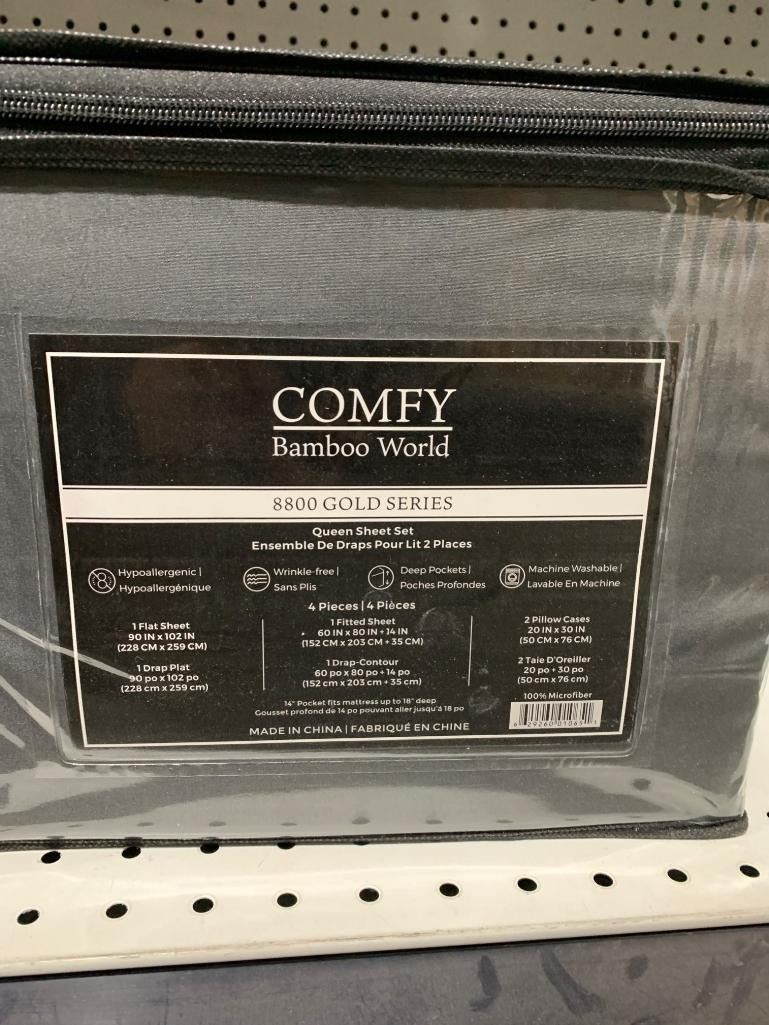 COMFY
Bamboo World
8800 GOLD SERIES
Queen Sheet Set
Ensemble De Draps Pour Lit 2 Places
Hypoallergenic |
Hypoallergénique
Wrinkle-free |
Sans Plis
Deep Pockets |
Poches Profondes
Machine Washable |
Lavable En Machine
4 Pieces | 4 Pièces
1 Flat Sheet
90 IN x 102 IN
(228 CM x 259 CM)
1 Drap Plat
90 po x 102 po
(228 cm x 259 cm)
1 Fitted Sheet
60 IN x 80 IN + 14 IN
(152 CM x 203 CM + 35 CM)
1 Drap-Contour
60 po x 80 po + 14 po
(152 cm x 203 cm + 35 cm)
2 Pillow Cases
20 IN x 30 IN
(50 CM x 76 CM)
2 Taie D'Oreiller
20 po + 30 po
(50 cm x 76 cm)
14" Pocket fits mattress up to 18" deep
Gousset profond de 14 po pouvant aller jusqu'à 18 po
100% Microfiber
6 29260 01065 1
MADE IN CHINA | FABRIQUÉ EN CHINE